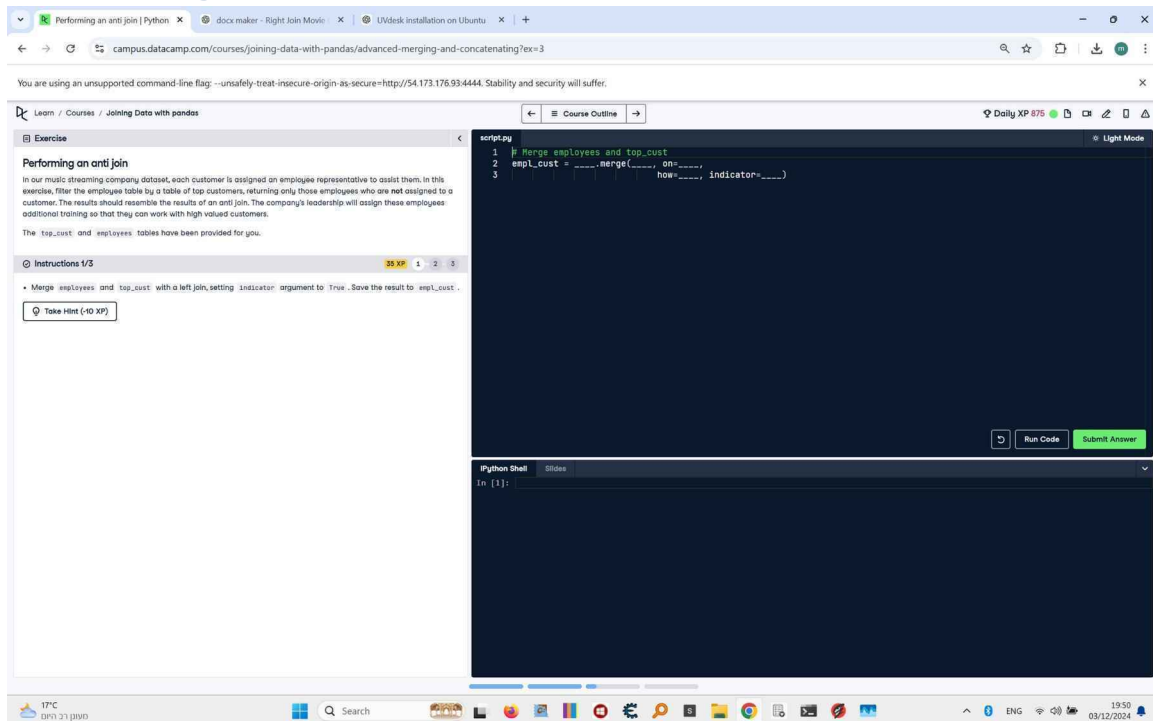 Performing an anti join | Python
docx maker - Right Join Movie
UVdesk installation on Ubuntu
campus.datacamp.com/courses/joining-data-with-pandas/advanced-merging-and-concatenating?ex=3
You are using an unsupported command-line flag: --unsafely-treat-insecure-origin-as-secure=http://54.173.176.93:4444. Stability and security will suffer.
Learn / Courses / Joining Data with pandas
Course Outline
Daily XP 875
Exercise
Performing an anti join
In our music streaming company dataset, each customer is assigned an employee representative to assist them. In this
exercise, filter the employee table by a table of top customers, returning only those employees who are not assigned to a
customer. The results should resemble the results of an anti join. The company's leadership will assign these employees
additional training so that they can work with high valued customers.
The top_cust and employees tables have been provided for you.
Instructions 1/3
35 XP 1 2 3
• Merge employees and top_cust with a left join, setting indicator argument to True. Save the result to empl_cust.
Take Hint (-10 XP)
script.py
Light Mode
1 # Merge employees and top_cust
2 empl_cust = ____.merge(____, on=____,
3 how=____, indicator=____)
Run Code
Submit Answer
IPython Shell
Slides
In [1]:
17°C
מעונן רב היום
Search
ENG
19:50
03/12/2024